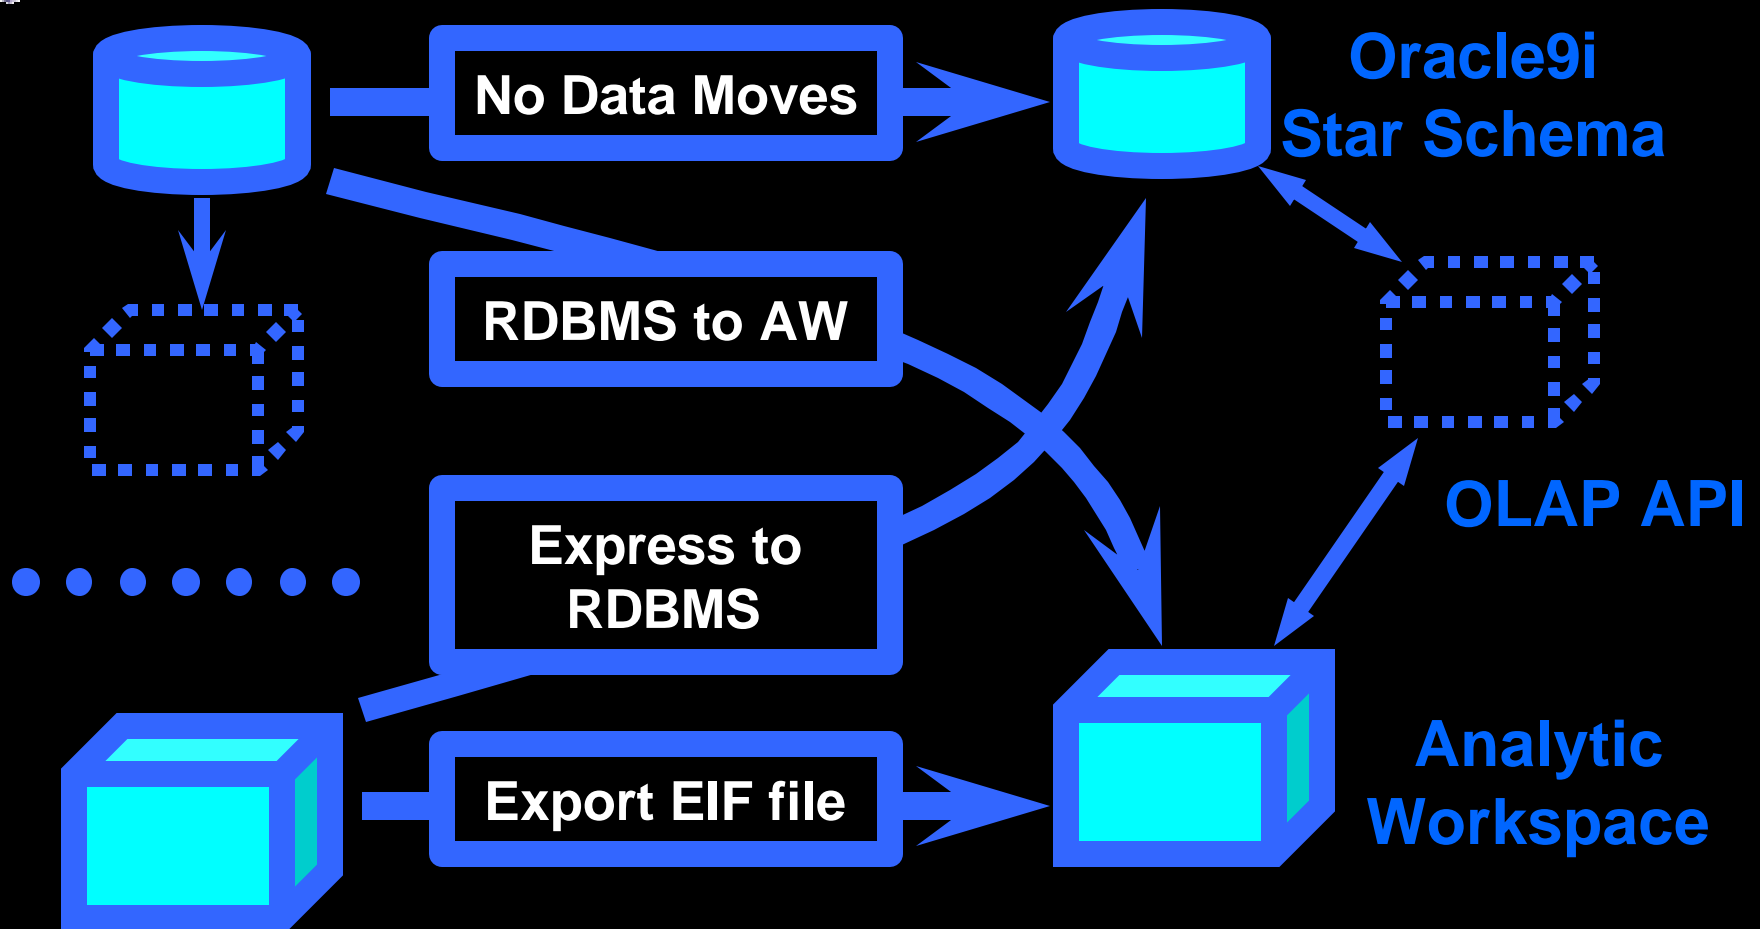 No Data Moves
Oracle9i
Star Schema
RDBMS to AW
OLAP API
Express to
RDBMS
Export EIF file
Analytic
Workspace